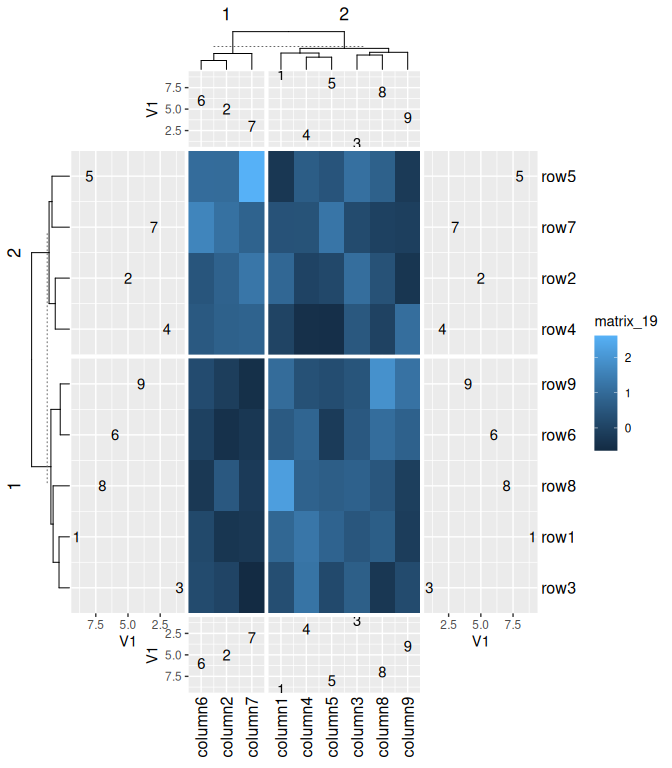 1 2
7.5
5.0
2.5
V1
6 2 7 1 4 5 3 8 9
2
1
5 5 row5
7 7 row7
2 2 row2
4 4 row4
9 9 row9
6 6 row6
8 8 row8
1 1 row1
3 3 row3
matrix_19
2
1
0
7.5 5.0 2.5
V1
2.5 5.0 7.5
V1
2.5
5.0
7.5
V1
6 2 7 1 4 5 3 8 9
column6 column2 column7 column1 column4 column5 column3 column8 column9